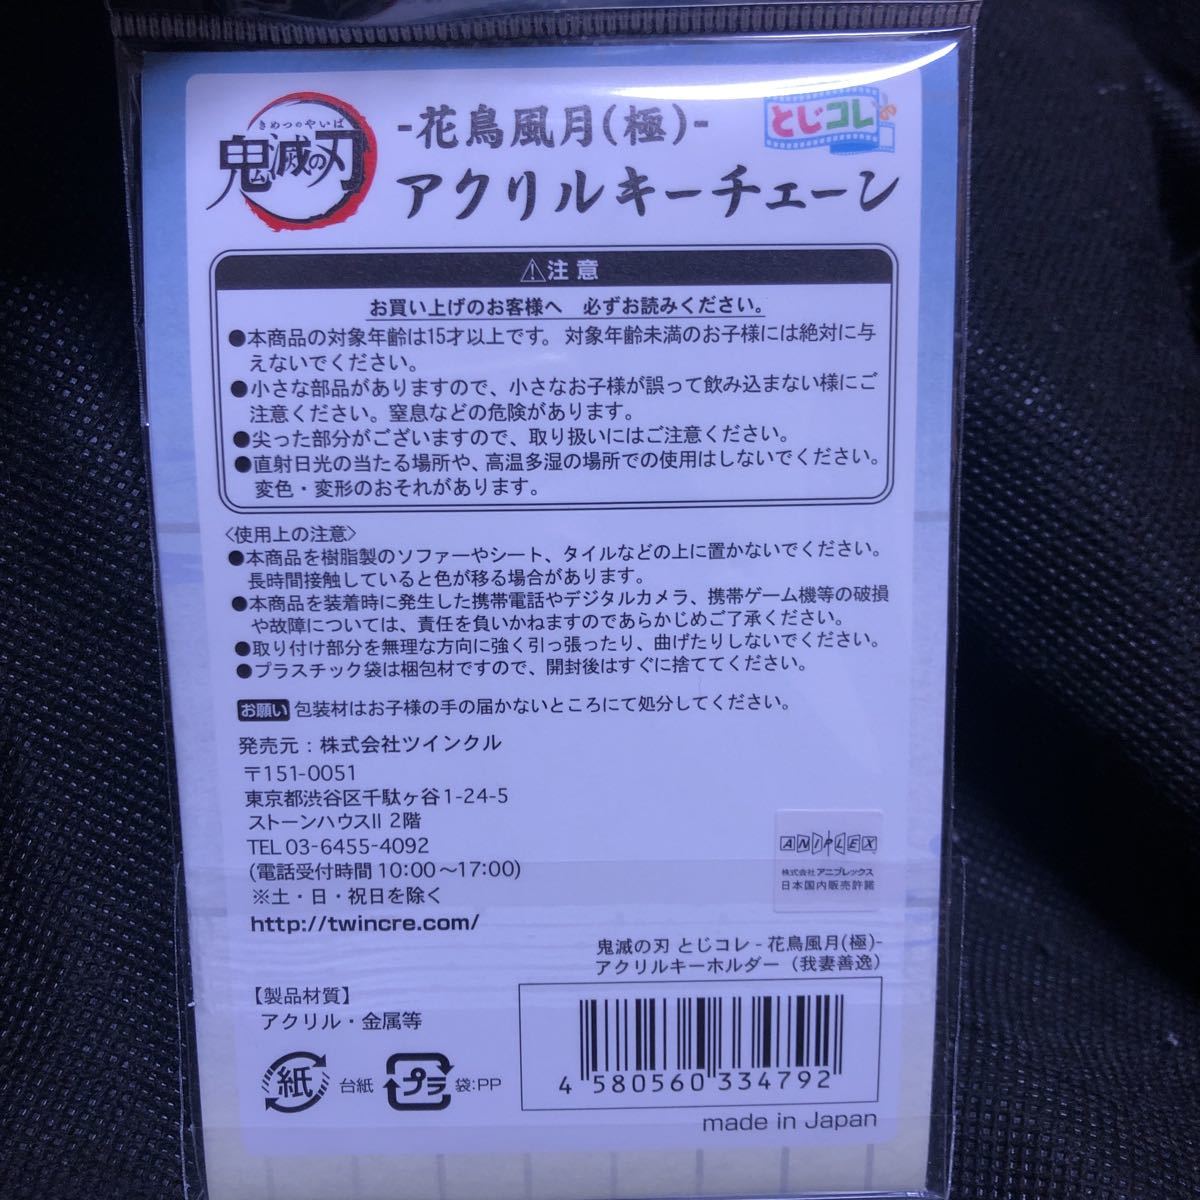 きめつのやいば
鬼滅の刃
-花鳥風月(極)-
アクリルキーチェーン
とじコレ
⚠注意
お買い上げのお客様へ 必ずお読みください。
●本商品の対象年齢は15才以上です。対象年齢未満のお子様には絶対に与
えないでください。
●小さな部品がありますので、小さなお子様が誤って飲み込まない様にご
注意ください。窒息などの危険があります。
●尖った部分がございますので、取り扱いにはご注意ください。
●直射日光の当たる場所や、高温多湿の場所での使用はしないでください。
変色・変形のおそれがあります。
〈使用上の注意〉
●本商品を樹脂製のソファーやシート、タイルなどの上に置かないでください。
長時間接触していると色が移る場合があります。
●本商品を装着時に発生した携帯電話やデジタルカメラ、携帯ゲーム機等の破損
や故障については、責任を負いかねますのであらかじめご了承ください。
●取り付け部分を無理な方向に強く引っ張ったり、曲げたりしないでください。
●プラスチック袋は梱包材ですので、開封後はすぐに捨ててください。
お願い 包装材はお子様の手の届かないところにて処分してください。
発売元：株式会社ツインクル
〒151-0051
東京都渋谷区千駄ヶ谷1-24-5
ストーンハウスII 2階
TEL 03-6455-4092
(電話受付時間 10:00～17:00)
※土・日・祝日を除く
http://twincre.com/
ANIPLEX
株式会社 アニプレックス
日本国内販売許諾
鬼滅の刃 とじコレ -花鳥風月(極)-
アクリルキーホルダー（我妻善逸）
【製品材質】
アクリル・金属等
紙 台紙 プラ 袋:PP
4 580560 334792
made in Japan